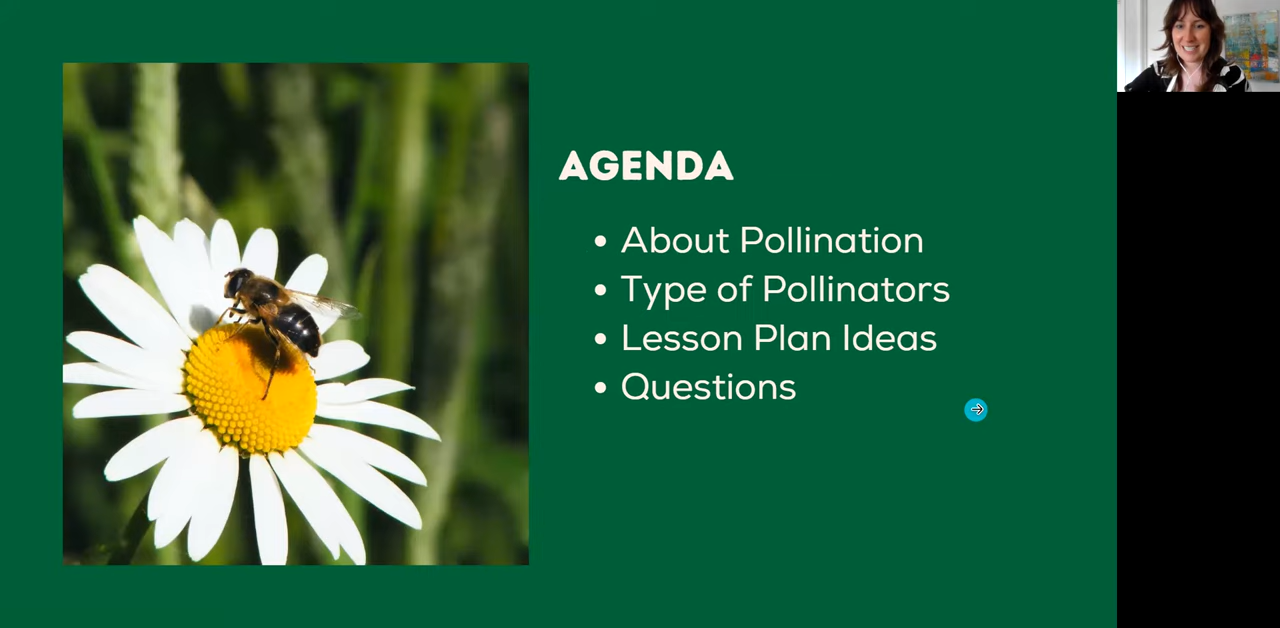 AGENDA
About Pollination
Type of Pollinators
Lesson Plan Ideas
Questions